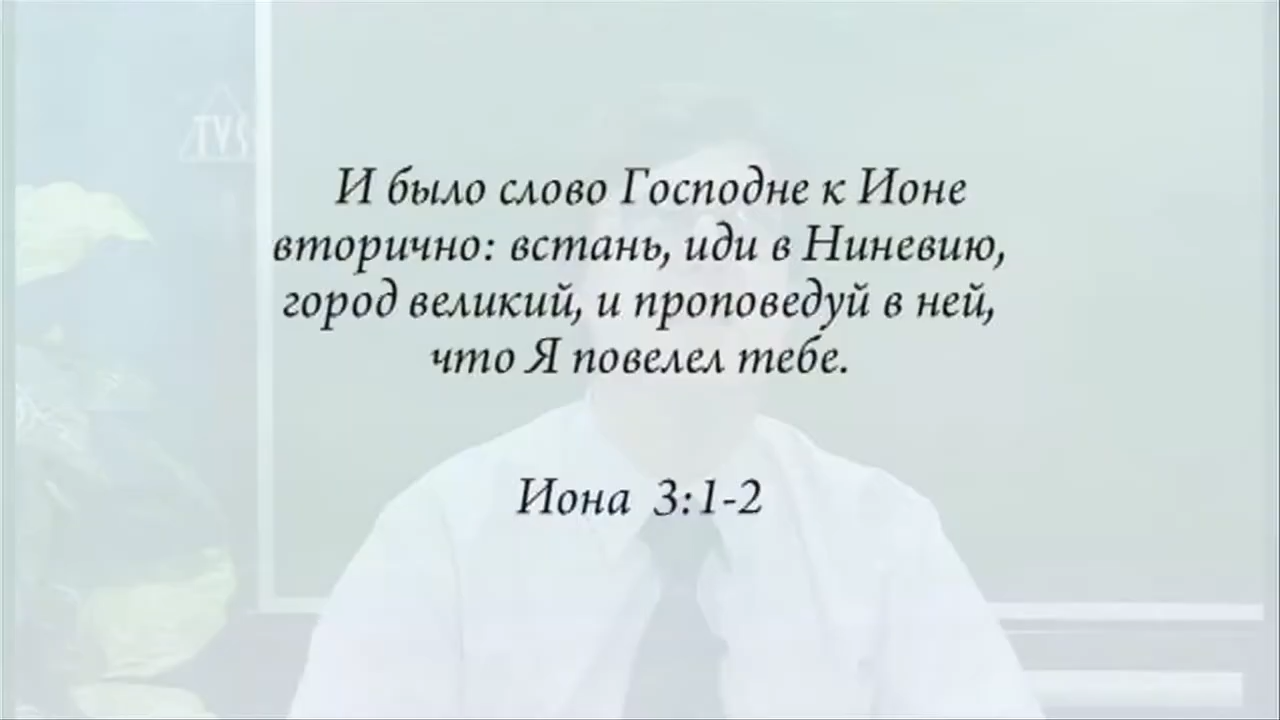 TVS
И было слово Господне к Ионе
вторично: встань, иди в Ниневию,
город великий, и проповедуй в ней,
что Я повелел тебе.
Иона 3:1-2